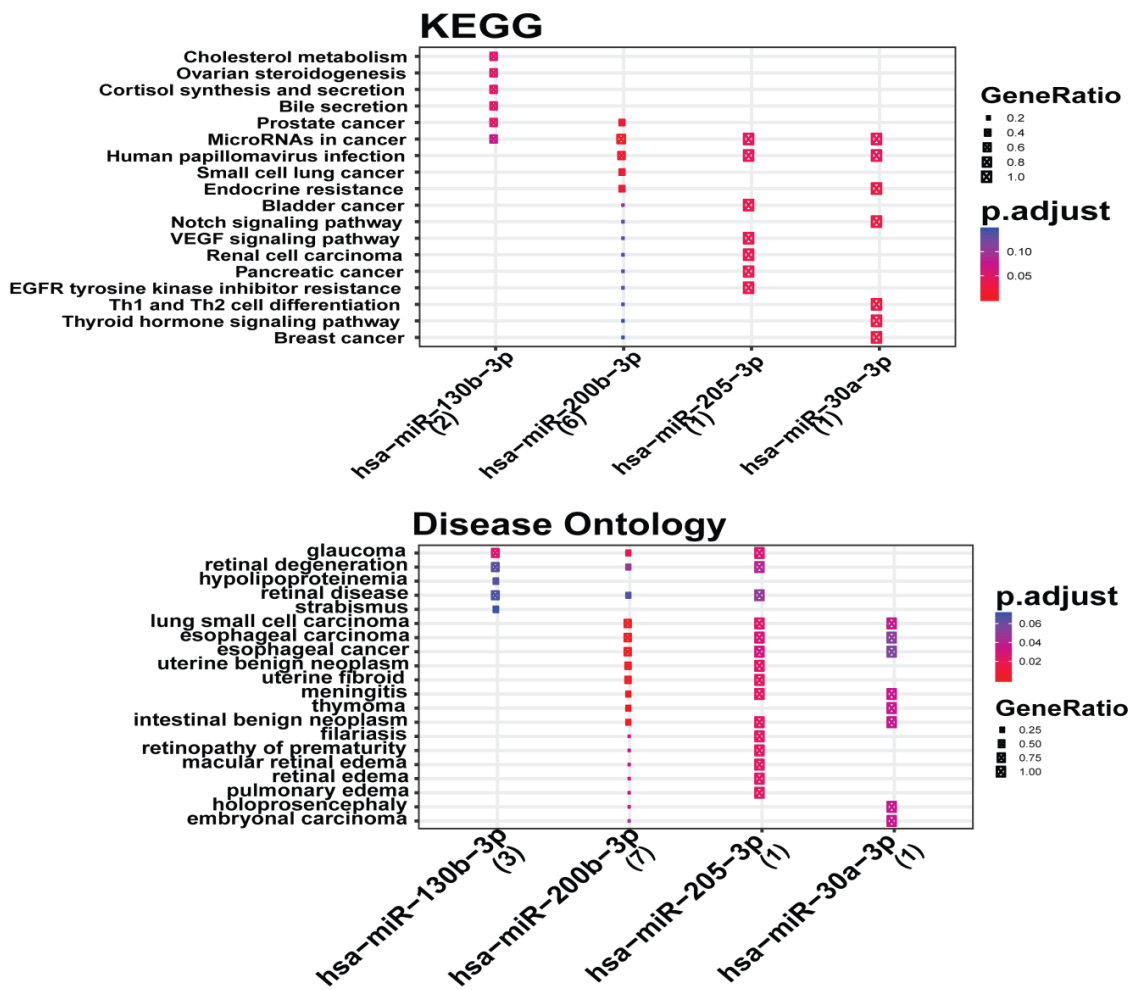 KEGG
Cholesterol metabolism
Ovarian steroidogenesis
Cortisol synthesis and secretion
Bile secretion
Prostate cancer
MicroRNAs in cancer
Human papillomavirus infection
Small cell lung cancer
Endocrine resistance
Bladder cancer
Notch signaling pathway
VEGF signaling pathway
Renal cell carcinoma
Pancreatic cancer
EGFR tyrosine kinase inhibitor resistance
Th1 and Th2 cell differentiation
Thyroid hormone signaling pathway
Breast cancer
hsa−miR−130b−3p
(2)
hsa−miR−200b−3p
(6)
hsa−miR−205−3p
(1)
hsa−miR−30a−3p
(1)
GeneRatio
0.2
0.4
0.6
0.8
1.0
p.adjust
0.10
0.05
Disease Ontology
glaucoma
retinal degeneration
hypolipoproteinemia
retinal disease
strabismus
lung small cell carcinoma
esophageal carcinoma
esophageal cancer
uterine benign neoplasm
uterine fibroid
meningitis
thymoma
intestinal benign neoplasm
filariasis
retinopathy of prematurity
macular retinal edema
retinal edema
pulmonary edema
holoprosencephaly
embryonal carcinoma
hsa−miR−130b−3p
(3)
hsa−miR−200b−3p
(7)
hsa−miR−205−3p
(1)
hsa−miR−30a−3p
(1)
p.adjust
0.06
0.04
0.02
GeneRatio
0.25
0.50
0.75
1.00